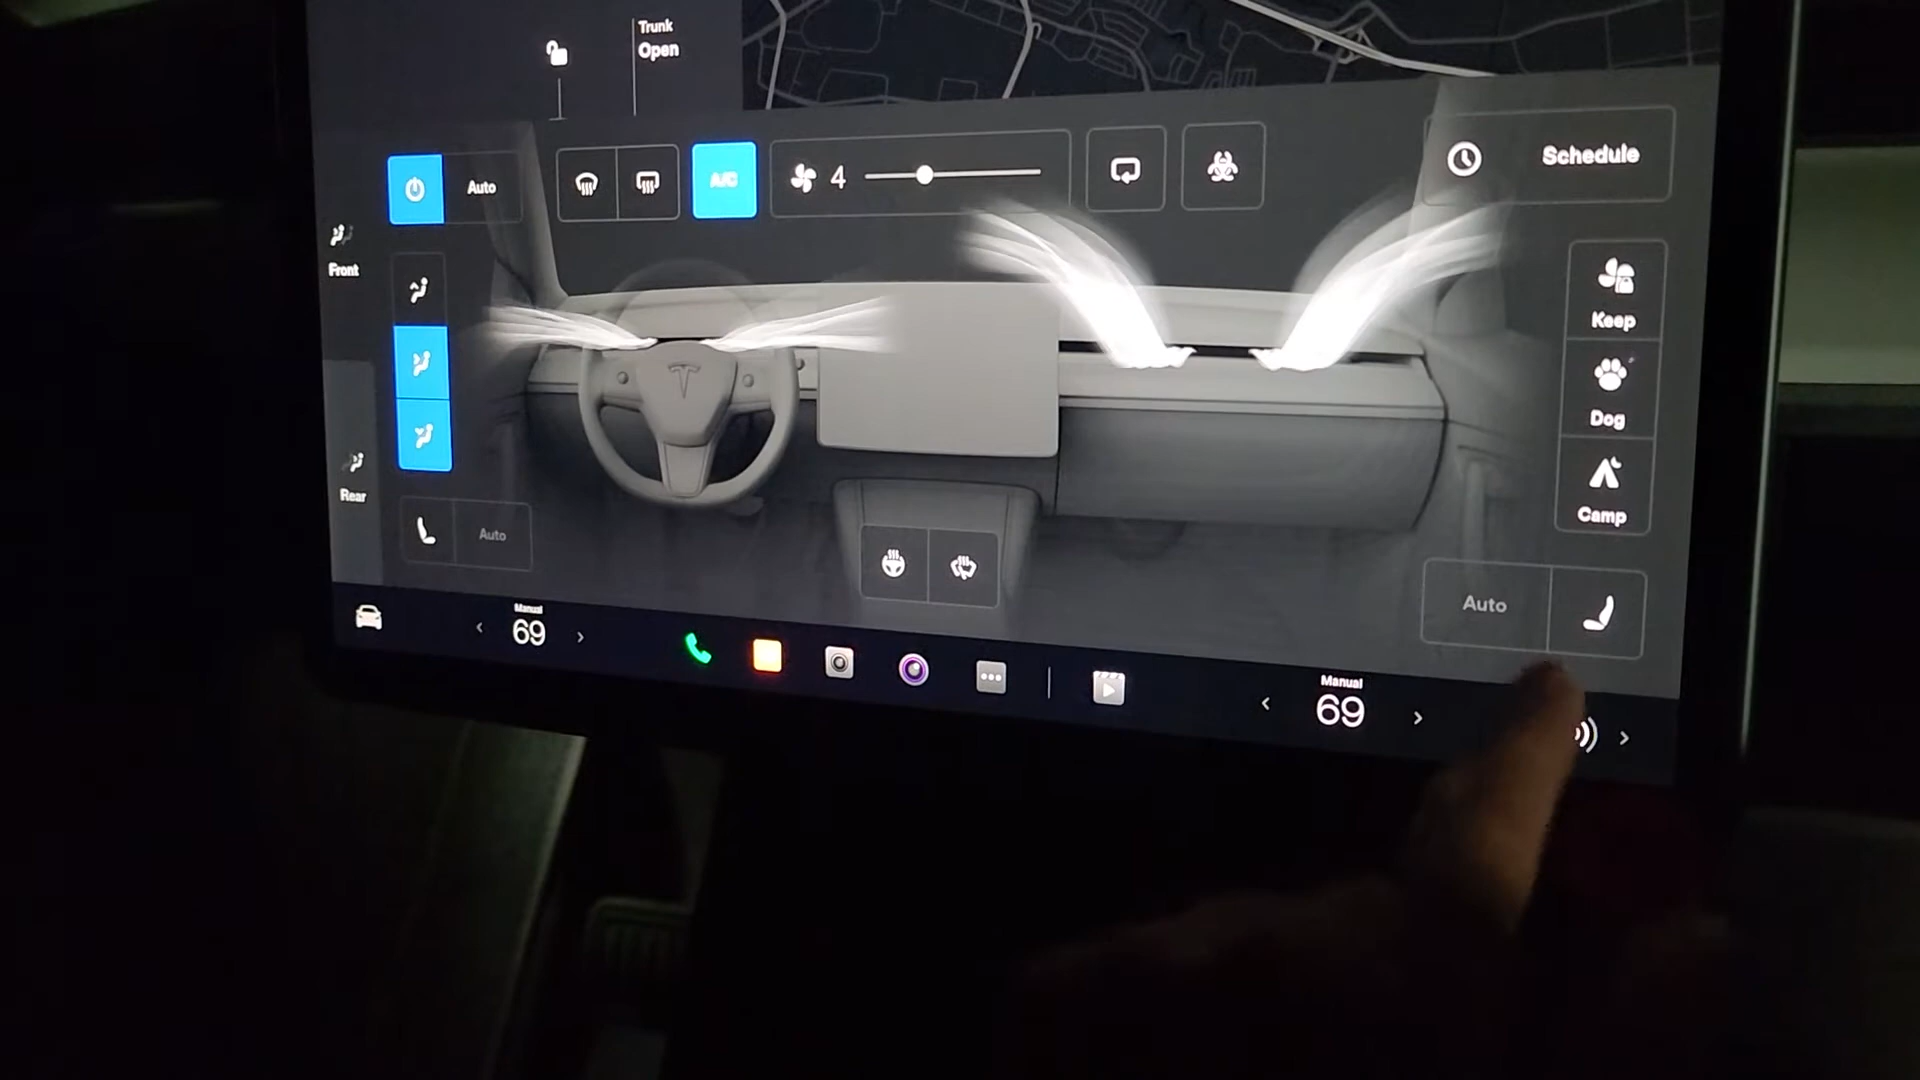 Trunk
Open
Auto
A/C
4
Schedule
Front
Keep
Dog
Rear
Camp
Auto
Auto
Manual
69
Manual
69